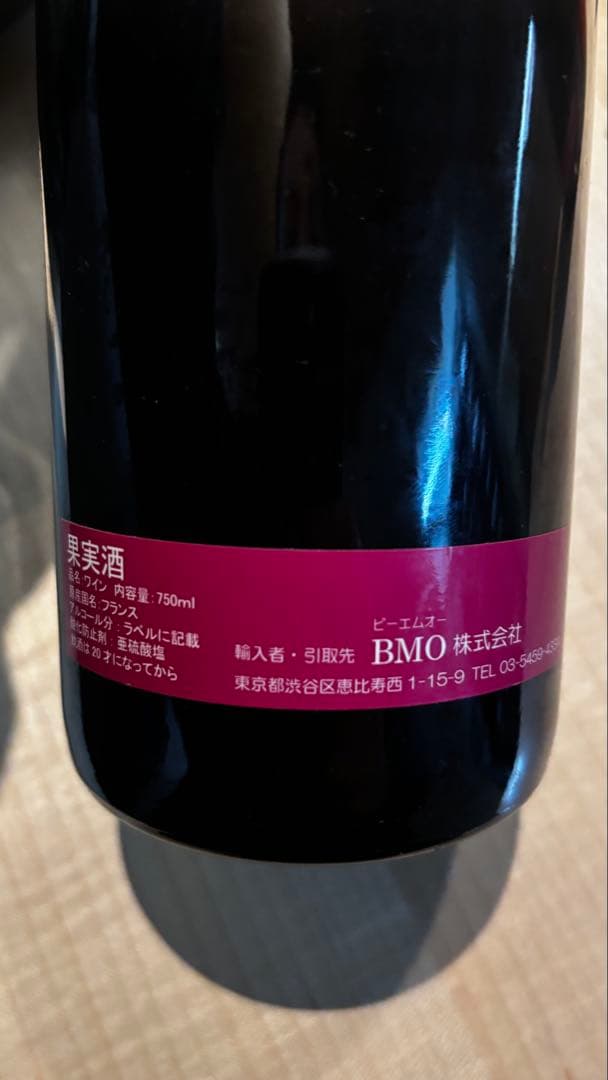 果実酒
品名:ワイン 内容量:750ml
原産国名:フランス
アルコール分:ラベルに記載
酸化防止剤:亜硫酸塩
飲酒は20才になってから
ビーエムオー
輸入者・引取先 BMO 株式会社
東京都渋谷区恵比寿西1-15-9 TEL 03-5459-